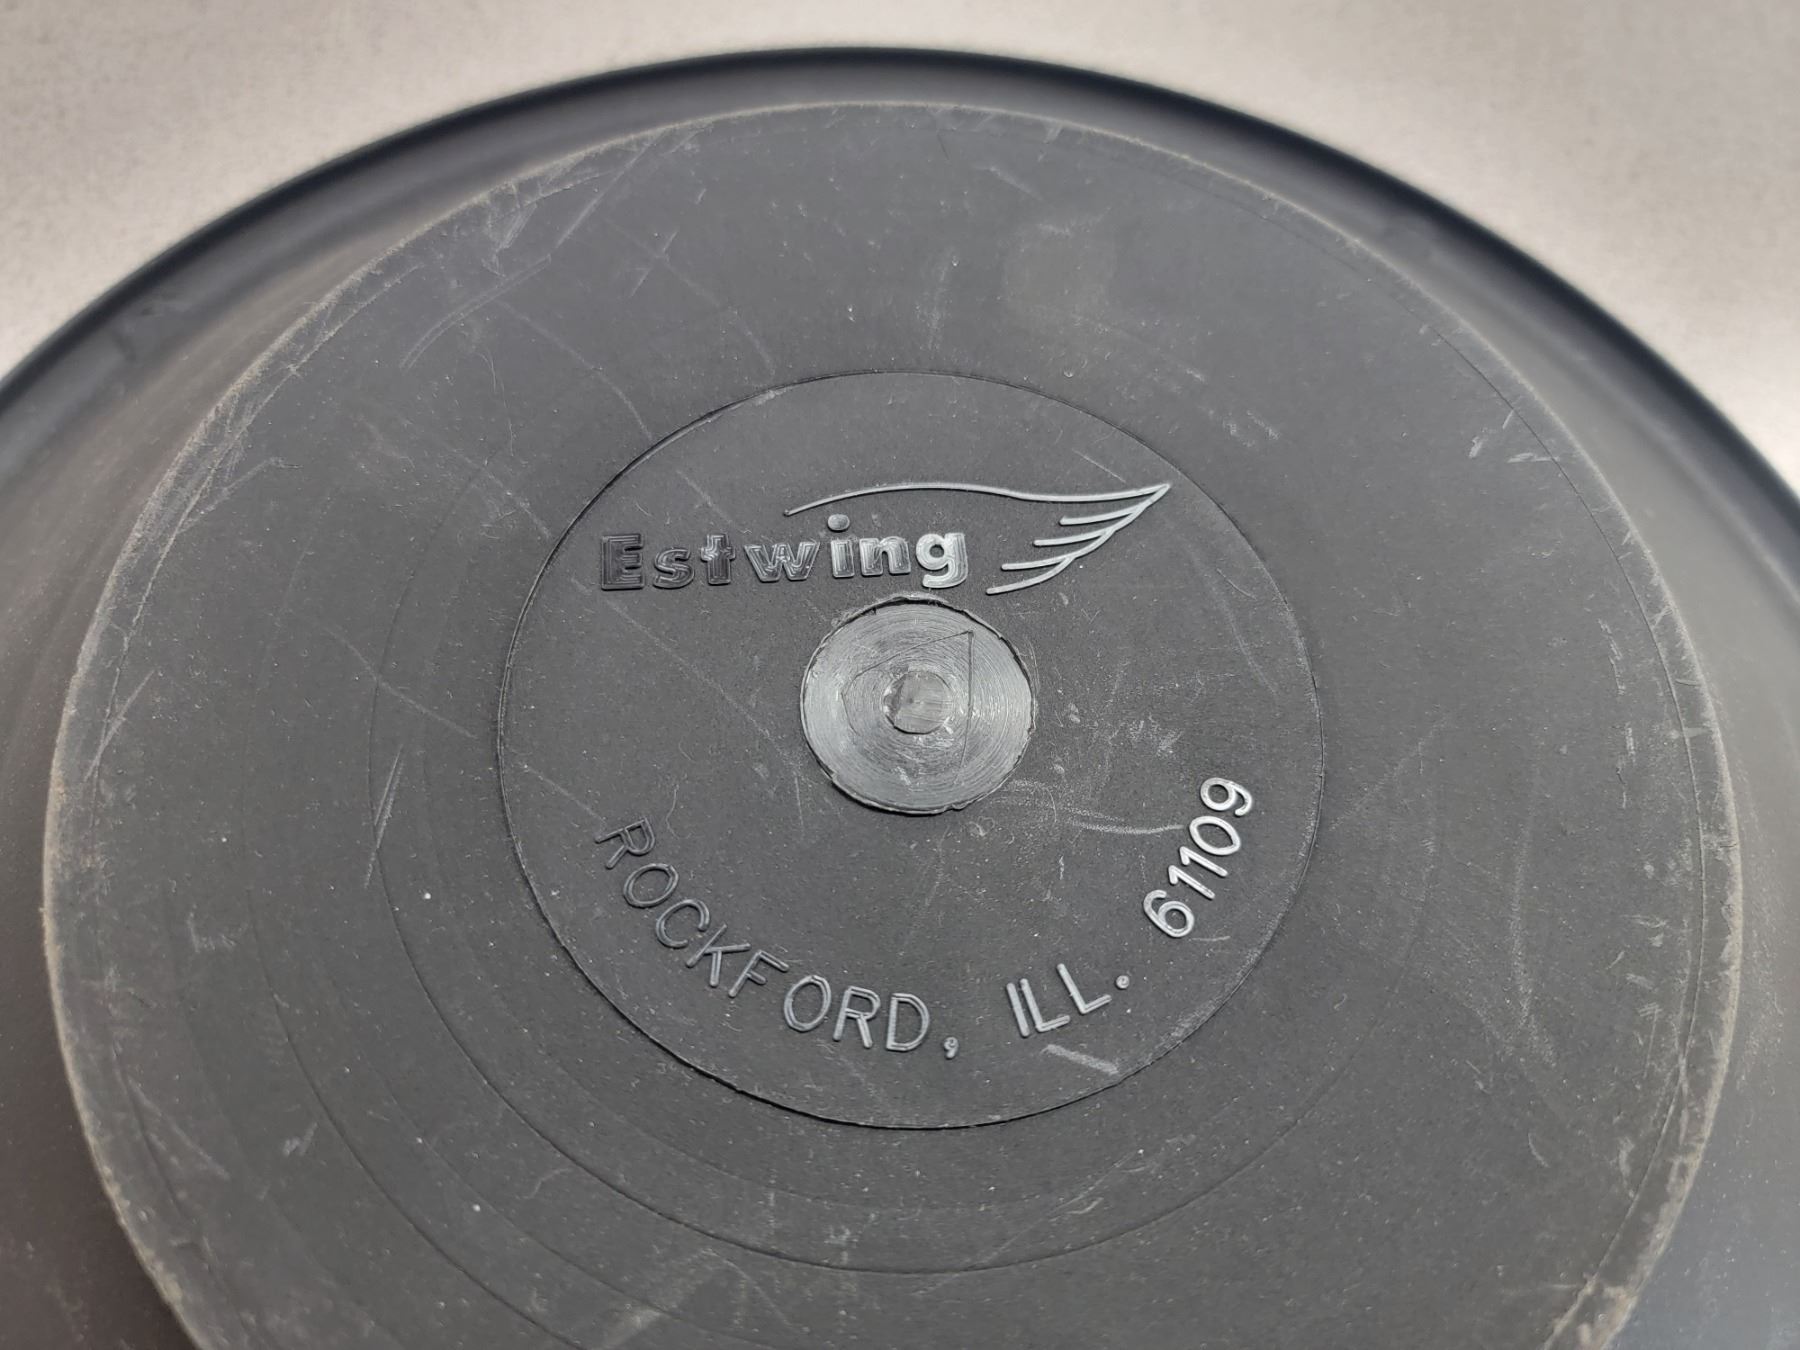 Estwing
ROCKFORD, ILL. 61109